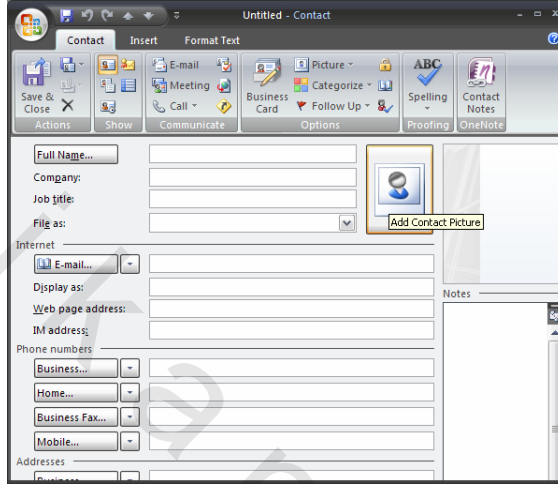 Untitled - Contact
Contact Insert Format Text
Save & Close
E-mail
Meeting
Call
Business Card
Picture
Categorize
Follow Up
Spelling
Contact Notes
Actions Show Communicate Options Proofing OneNote
Full Name...
Company:
Job title:
File as:
Add Contact Picture
Internet
E-mail...
Display as:
Web page address:
IM address:
Notes
Phone numbers
Business...
Home...
Business Fax...
Mobile...
Addresses
Business...